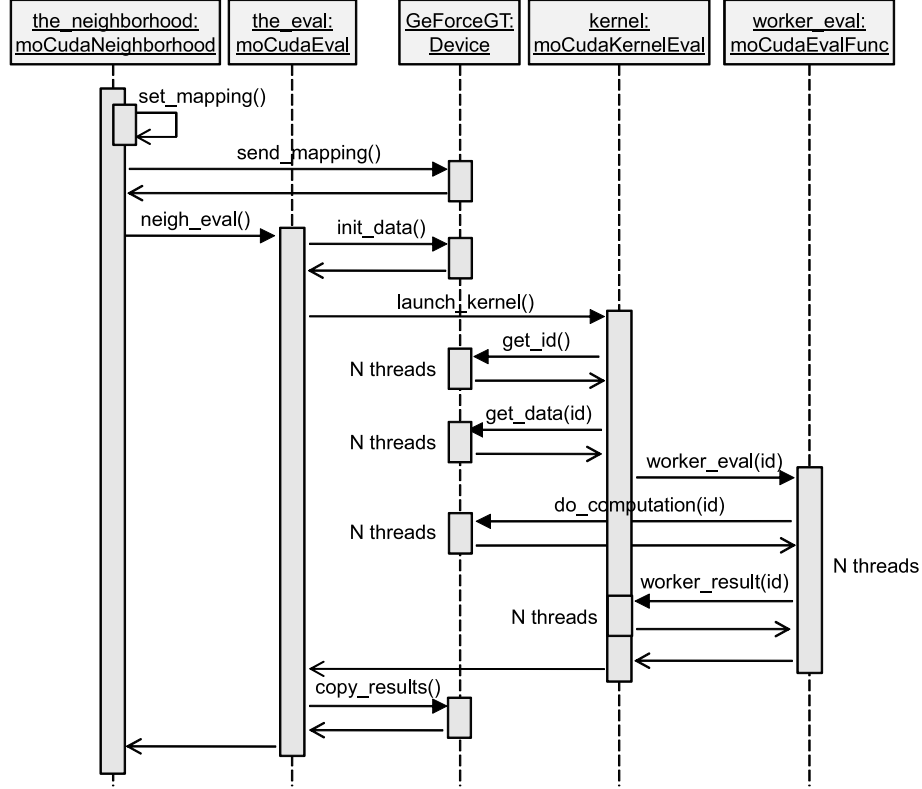 the_neighborhood:
moCudaNeighborhood
the_eval:
moCudaEval
GeForceGT:
Device
kernel:
moCudaKernelEval
worker_eval:
moCudaEvalFunc
set_mapping()
send_mapping()
neigh_eval()
init_data()
launch_kernel()
get_id()
N threads
get_data(id)
N threads
worker_eval(id)
do_computation(id)
N threads
N threads
worker_result(id)
N threads
copy_results()